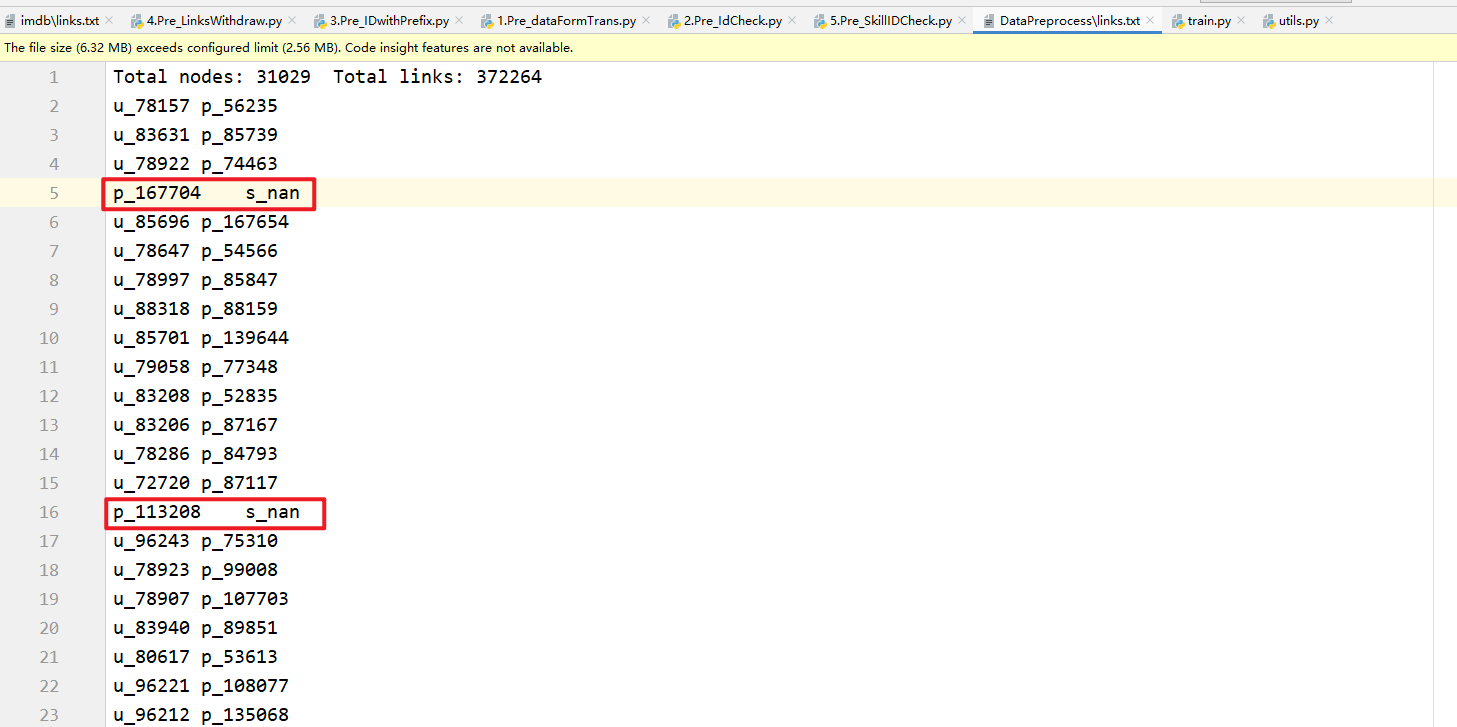 imdb\links.txt 4.Pre_LinksWithdraw.py 3.Pre_IDwithPrefix.py 1.Pre_dataFormTrans.py 2.Pre_IdCheck.py 5.Pre_SkillIDCheck.py DataPreprocess\links.txt train.py utils.py
The file size (6.32 MB) exceeds configured limit (2.56 MB). Code insight features are not available.
1 Total nodes: 31029  Total links: 372264
2 u_78157 p_56235
3 u_83631 p_85739
4 u_78922 p_74463
5 p_167704    s_nan
6 u_85696 p_167654
7 u_78647 p_54566
8 u_78997 p_85847
9 u_88318 p_88159
10 u_85701 p_139644
11 u_79058 p_77348
12 u_83208 p_52835
13 u_83206 p_87167
14 u_78286 p_84793
15 u_72720 p_87117
16 p_113208    s_nan
17 u_96243 p_75310
18 u_78923 p_99008
19 u_78907 p_107703
20 u_83940 p_89851
21 u_80617 p_53613
22 u_96221 p_108077
23 u_96212 p_135068